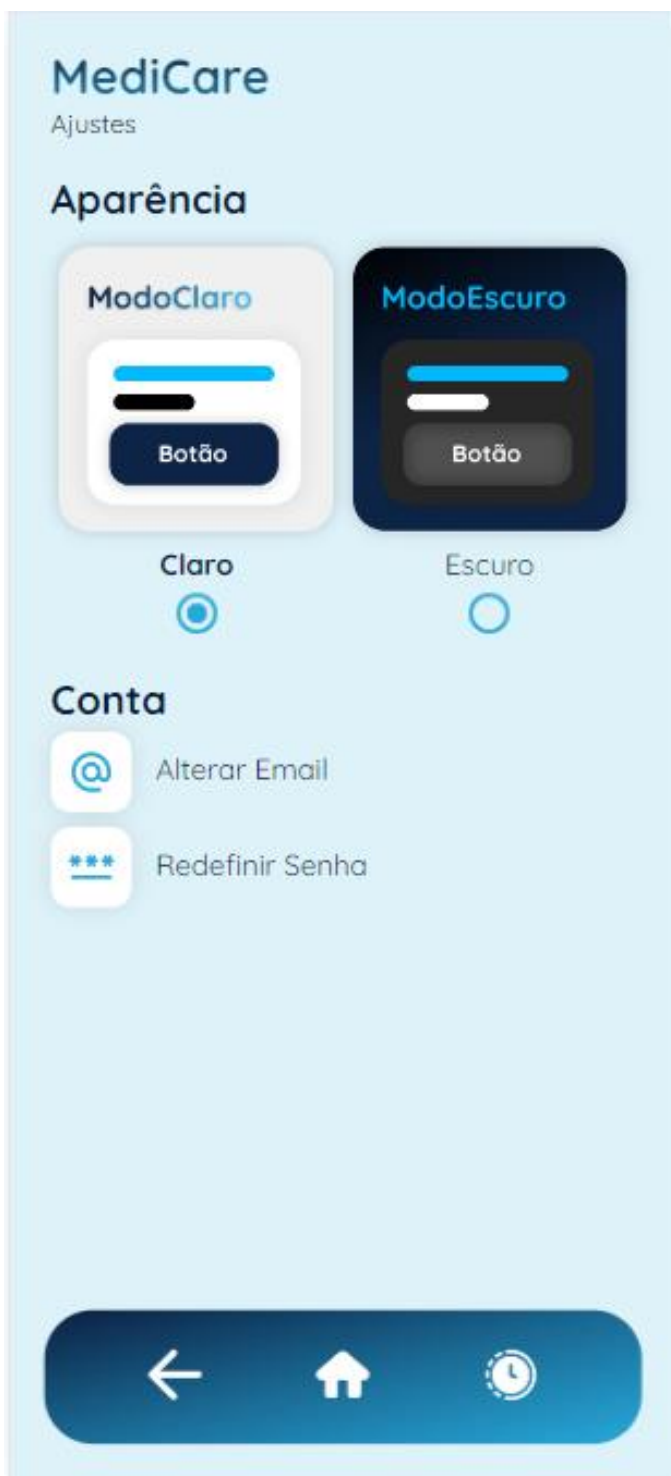 MediCare
Ajustes
Aparência
ModoClaro
Botão
Claro
ModoEscuro
Botão
Escuro
Conta
@ Alterar Email
*** Redefinir Senha